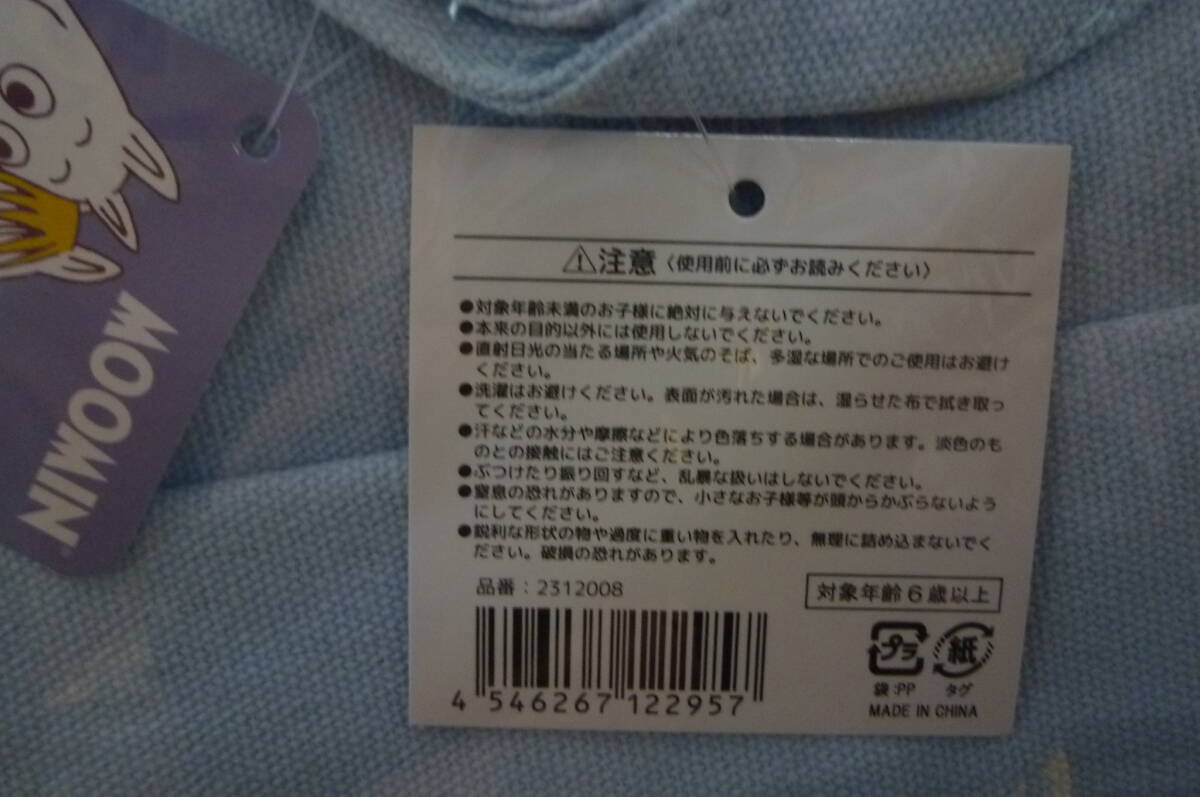 NIWOOW
⚠注意〈使用前に必ずお読みください〉
●対象年齢未満のお子様に絶対に与えないでください。
●本来の目的以外には使用しないでください。
●直射日光の当たる場所や火気のそば、多湿な場所でのご使用はお避け
ください。
●洗濯はお避けください。表面が汚れた場合は、湿らせた布で拭き取っ
てください。
●汗などの水分や摩擦などにより色落ちする場合があります。淡色のも
のとの接触にはご注意ください。
●ぶつけたり振り回すなど、乱暴な扱いはしないでください。
●窒息の恐れがありますので、小さなお子様等が頭からかぶらないよう
にしてください。
●鋭利な形状の物や過度に重い物を入れたり、無理に詰め込まないでく
ださい。破損の恐れがあります。
品番：2312008
対象年齢6歳以上
4 546267 122957
プラ 紙
袋:PP タグ
MADE IN CHINA